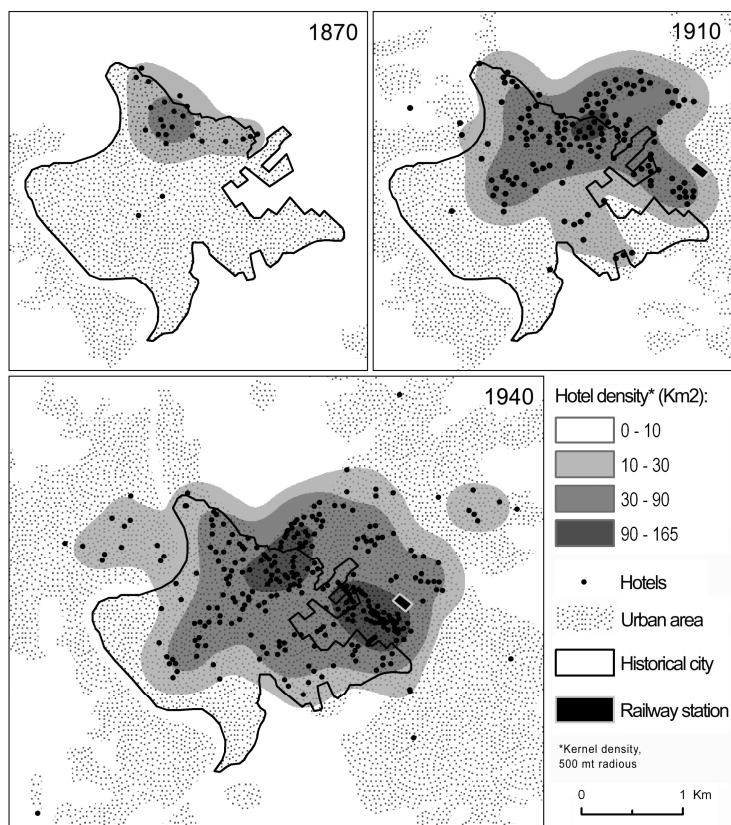 1870
1910
1940
Hotel density* (Km2):
0 - 10
10 - 30
30 - 90
90 - 165
Hotels
Urban area
Historical city
Railway station
*Kernel density,
500 mt radious
0 1 Km